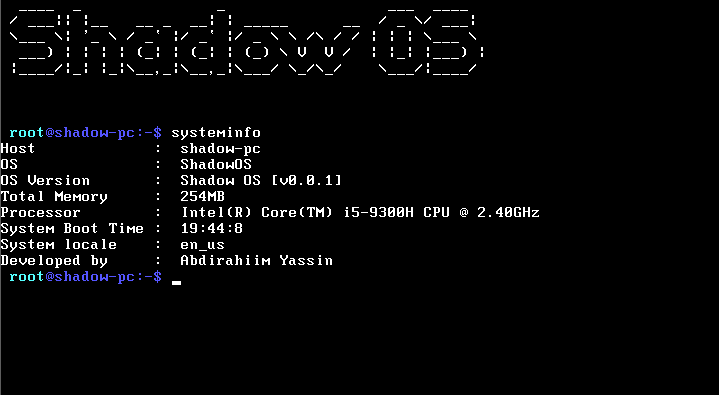 Shadow OS
root@shadow-pc:~$ systeminfo
Host : shadow-pc
OS : ShadowOS
OS Version : Shadow OS [v0.0.1]
Total Memory : 254MB
Processor : Intel(R) Core(TM) i5-9300H CPU @ 2.40GHz
System Boot Time : 19:44:8
System locale : en_us
Developed by : Abdirahiim Yassin
root@shadow-pc:~$